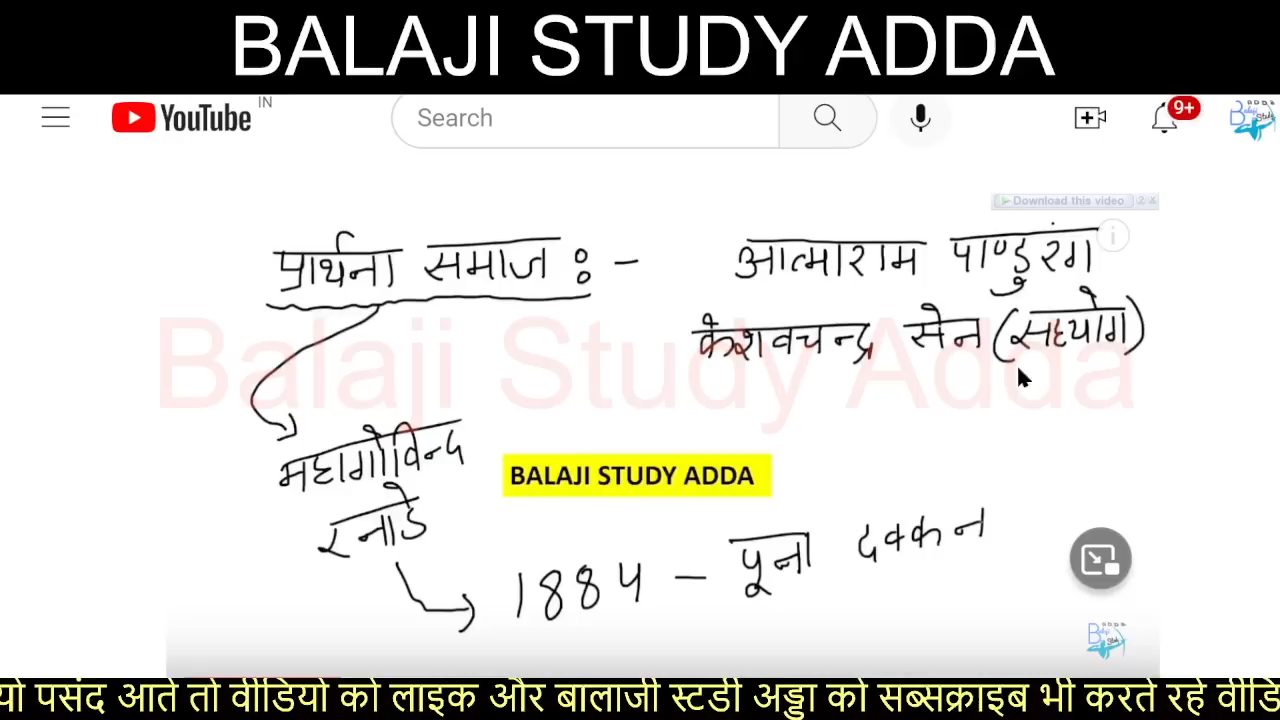 BALAJI STUDY ADDA
YouTube IN
Search
9+
Download this video
प्रार्थना समाज :- आत्माराम पाण्डुरंग
केशवचन्द्र सेन (सहयोग)
Balaji Study Adda
महागोविन्द
रनाडे
BALAJI STUDY ADDA
1884 - पूना दक्कन
यो पसंद आते तो वीडियो को लाइक और बालाजी स्टडी अड्डा को सब्सक्राइब भी करते रहे वीडि